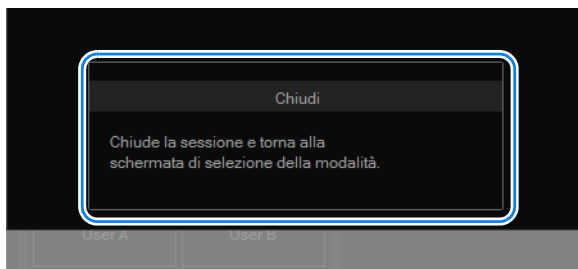 Chiudi
Chiude la sessione e torna alla
schermata di selezione della modalità.
User A User B